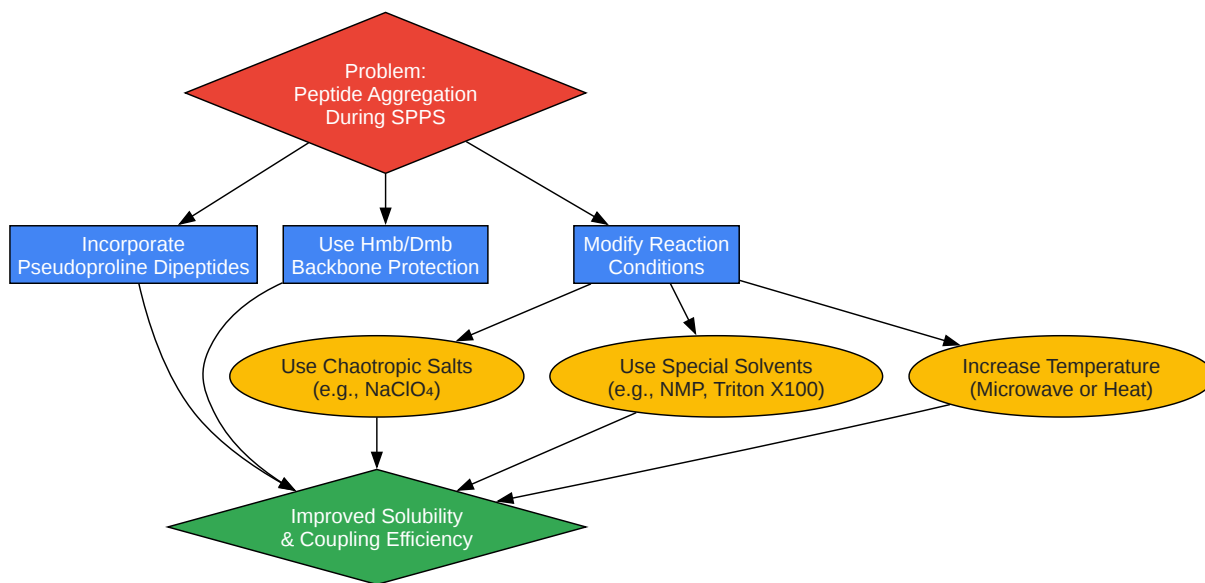 Problem:
Peptide Aggregation
During SPPS
Incorporate
Pseudoproline Dipeptides
Use Hmb/Dmb
Backbone Protection
Modify Reaction
Conditions
Use Chaotropic Salts
(e.g., NaClO₄)
Use Special Solvents
(e.g., NMP, Triton X100)
Increase Temperature
(Microwave or Heat)
Improved Solubility
& Coupling Efficiency